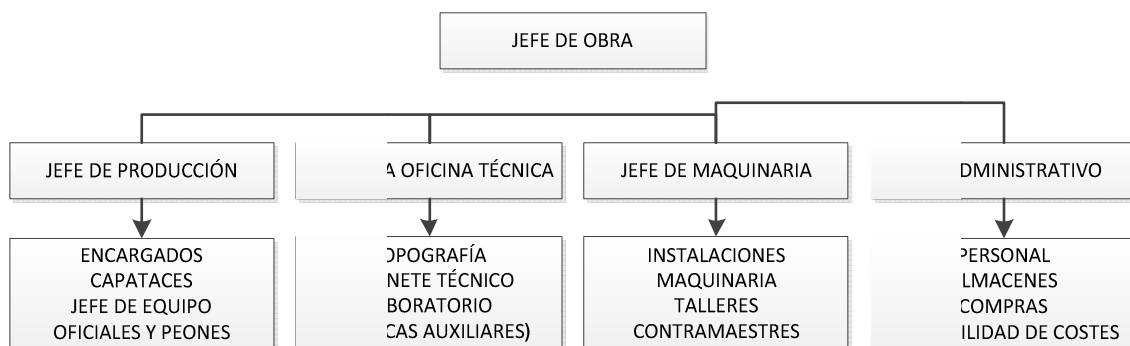 JEFE DE OBRA
JEFE DE PRODUCCIÓN
A OFICINA TÉCNICA
JEFE DE MAQUINARIA
DMINISTRATIVO
ENCARGADOS
CAPATACES
JEFE DE EQUIPO
OFICIALES Y PEONES
OPOGRAFÍA
NETE TÉCNICO
BORATORIO
CAS AUXILIARES)
INSTALACIONES
MAQUINARIA
TALLERES
CONTRAMAESTRES
PERSONAL
LMACENES
COMPRAS
ILIDAD DE COSTES